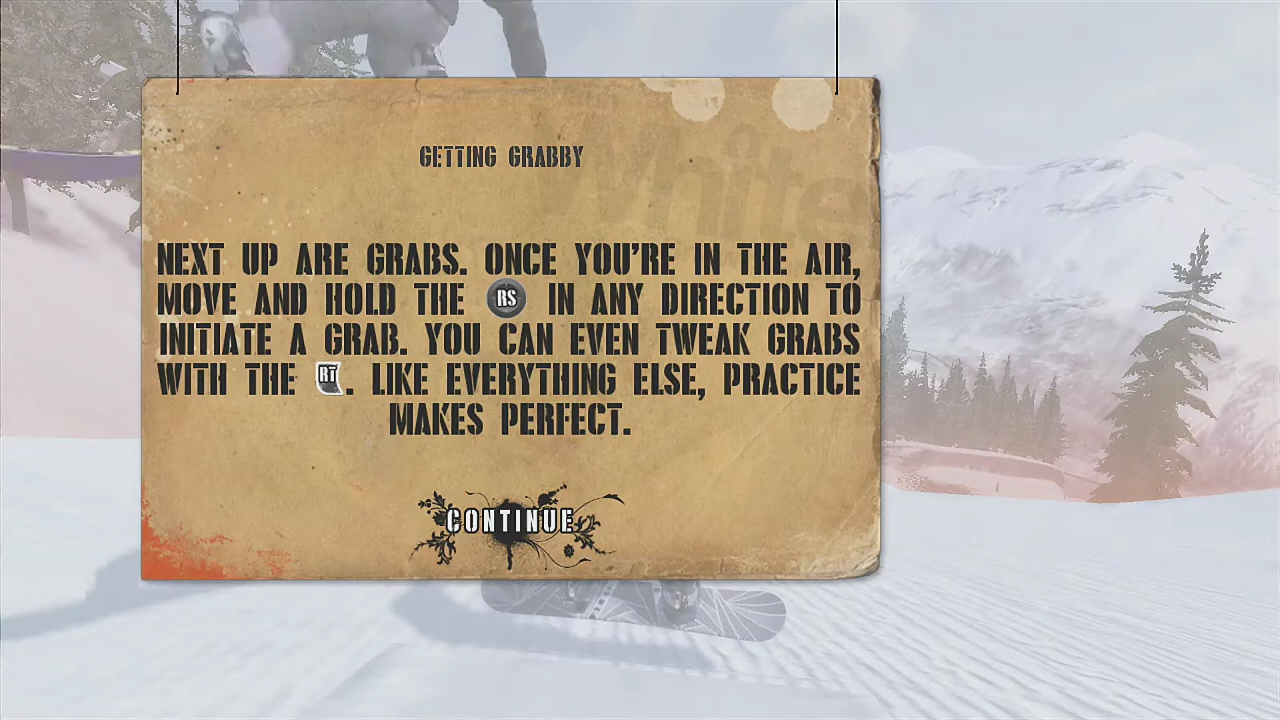 White
GETTING GRABBY
NEXT UP ARE GRABS. ONCE YOU'RE IN THE AIR,
MOVE AND HOLD THE RS IN ANY DIRECTION TO
INITIATE A GRAB. YOU CAN EVEN TWEAK GRABS
WITH THE RT. LIKE EVERYTHING ELSE, PRACTICE
MAKES PERFECT.
CONTINUE